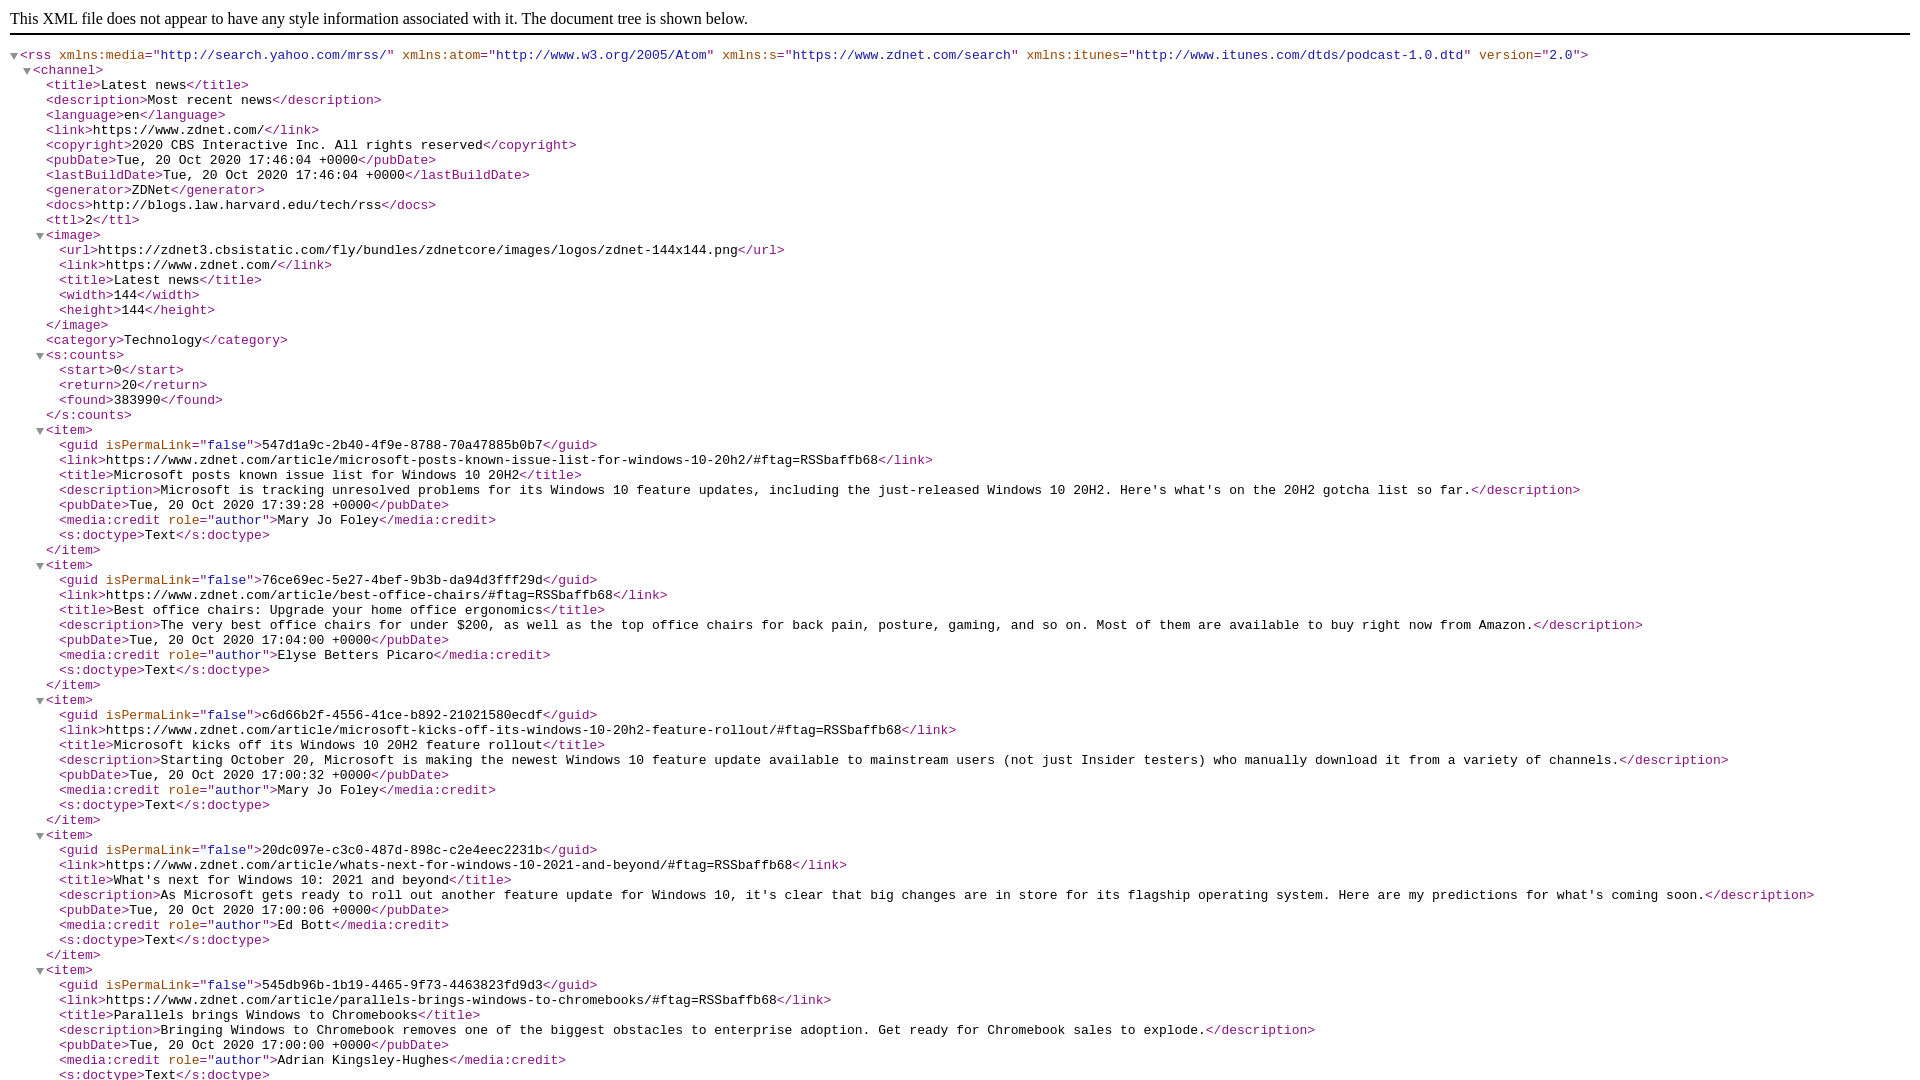 This XML file does not appear to have any style information associated with it. The document tree is shown below.
<rss xmlns:media="http://search.yahoo.com/mrss/" xmlns:atom="http://www.w3.org/2005/Atom" xmlns:s="https://www.zdnet.com/search" xmlns:itunes="http://www.itunes.com/dtds/podcast-1.0.dtd" version="2.0">
<channel>
<title>Latest news</title>
<description>Most recent news</description>
<language>en</language>
<link>https://www.zdnet.com/</link>
<copyright>2020 CBS Interactive Inc. All rights reserved</copyright>
<pubDate>Tue, 20 Oct 2020 17:46:04 +0000</pubDate>
<lastBuildDate>Tue, 20 Oct 2020 17:46:04 +0000</lastBuildDate>
<generator>ZDNet</generator>
<docs>http://blogs.law.harvard.edu/tech/rss</docs>
<ttl>2</ttl>
<image>
<url>https://zdnet3.cbsistatic.com/fly/bundles/zdnetcore/images/logos/zdnet-144x144.png</url>
<link>https://www.zdnet.com/</link>
<title>Latest news</title>
<width>144</width>
<height>144</height>
</image>
<category>Technology</category>
<s:counts>
<start>0</start>
<return>20</return>
<found>383990</found>
</s:counts>
<item>
<guid isPermaLink="false">547d1a9c-2b40-4f9e-8788-70a47885b0b7</guid>
<link>https://www.zdnet.com/article/microsoft-posts-known-issue-list-for-windows-10-20h2/#ftag=RSSbaffb68</link>
<title>Microsoft posts known issue list for Windows 10 20H2</title>
<description>Microsoft is tracking unresolved problems for its Windows 10 feature updates, including the just-released Windows 10 20H2. Here's what's on the 20H2 gotcha list so far.</description>
<pubDate>Tue, 20 Oct 2020 17:39:28 +0000</pubDate>
<media:credit role="author">Mary Jo Foley</media:credit>
<s:doctype>Text</s:doctype>
</item>
<item>
<guid isPermaLink="false">76ce69ec-5e27-4bef-9b3b-da94d3fff29d</guid>
<link>https://www.zdnet.com/article/best-office-chairs/#ftag=RSSbaffb68</link>
<title>Best office chairs: Upgrade your home office ergonomics</title>
<description>The very best office chairs for under $200, as well as the top office chairs for back pain, posture, gaming, and so on. Most of them are available to buy right now from Amazon.</description>
<pubDate>Tue, 20 Oct 2020 17:04:00 +0000</pubDate>
<media:credit role="author">Elyse Betters Picaro</media:credit>
<s:doctype>Text</s:doctype>
</item>
<item>
<guid isPermaLink="false">c6d66b2f-4556-41ce-b892-21021580ecdf</guid>
<link>https://www.zdnet.com/article/microsoft-kicks-off-its-windows-10-20h2-feature-rollout/#ftag=RSSbaffb68</link>
<title>Microsoft kicks off its Windows 10 20H2 feature rollout</title>
<description>Starting October 20, Microsoft is making the newest Windows 10 feature update available to mainstream users (not just Insider testers) who manually download it from a variety of channels.</description>
<pubDate>Tue, 20 Oct 2020 17:00:32 +0000</pubDate>
<media:credit role="author">Mary Jo Foley</media:credit>
<s:doctype>Text</s:doctype>
</item>
<item>
<guid isPermaLink="false">20dc097e-c3c0-487d-898c-c2e4eec2231b</guid>
<link>https://www.zdnet.com/article/whats-next-for-windows-10-2021-and-beyond/#ftag=RSSbaffb68</link>
<title>What's next for Windows 10: 2021 and beyond</title>
<description>As Microsoft gets ready to roll out another feature update for Windows 10, it's clear that big changes are in store for its flagship operating system. Here are my predictions for what's coming soon.</description>
<pubDate>Tue, 20 Oct 2020 17:00:06 +0000</pubDate>
<media:credit role="author">Ed Bott</media:credit>
<s:doctype>Text</s:doctype>
</item>
<item>
<guid isPermaLink="false">545db96b-1b19-4465-9f73-4463823fd9d3</guid>
<link>https://www.zdnet.com/article/parallels-brings-windows-to-chromebooks/#ftag=RSSbaffb68</link>
<title>Parallels brings Windows to Chromebooks</title>
<description>Bringing Windows to Chromebook removes one of the biggest obstacles to enterprise adoption. Get ready for Chromebook sales to explode.</description>
<pubDate>Tue, 20 Oct 2020 17:00:00 +0000</pubDate>
<media:credit role="author">Adrian Kingsley-Hughes</media:credit>
<s:doctype>Text</s:doctype>